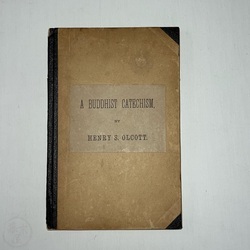 A BUDDHIST CATECHISM.
BY
HENRY S. OLCOTT.